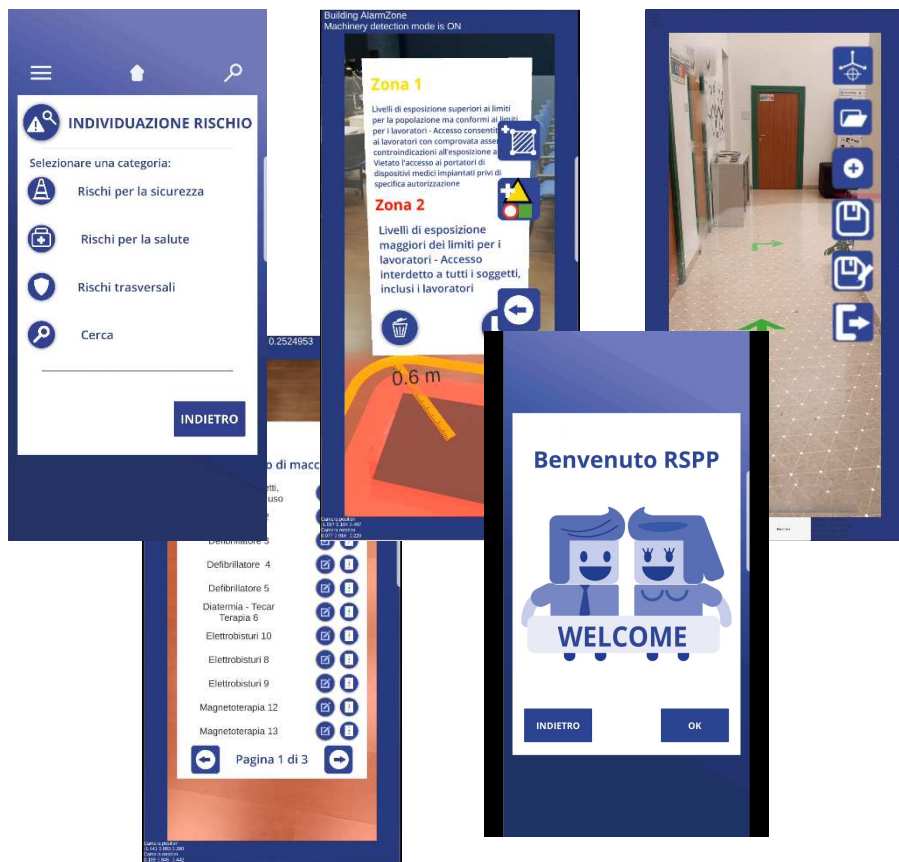 INDIVIDUAZIONE RISCHIO
Selezionare una categoria:
Rischi per la sicurezza
Rischi per la salute
Rischi trasversali
Cerca
INDIETRO
Building AlarmZone
Machinery detection mode is ON
Zona 1
Livelli di esposizione superiori ai limiti
per la popolazione ma conformi ai limiti
per i lavoratori - Accesso consentit
ai lavoratori con comprovata asse
controindicazioni all'esposizione a
Vietato l'accesso ai portatori di
dispositivi medici impiantati privi di
specifica autorizzazione
Zona 2
Livelli di esposizione
maggiori dei limiti per i
lavoratori - Accesso
interdetto a tutti i soggetti,
inclusi i lavoratori
0.6 m
0.2524953
o di macc
uso
Defibrillatore 3
Defibrillatore 4
Defibrillatore 5
Diatermia - Tecar
Terapia 6
Elettrobisturi 10
Elettrobisturi 8
Elettrobisturi 9
Magnetoterapia 12
Magnetoterapia 13
Pagina 1 di 3
Benvenuto RSPP
WELCOME
INDIETRO
OK